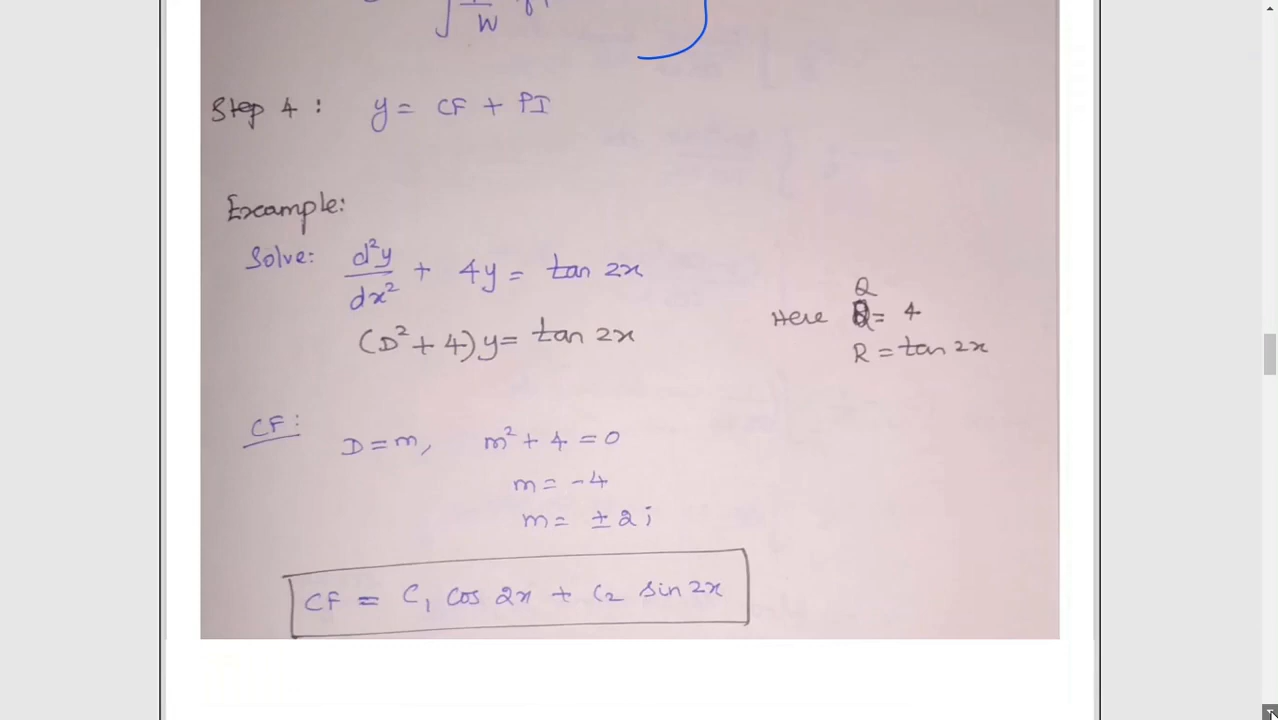 W
Step 4 : y = CF + PI
Example:
Solve: d²y/dx² + 4y = tan 2x
(D² + 4) y = tan 2x
Q
Here = 4
R = tan 2x
CF:
D = m, m² + 4 = 0
m = -4
m = ± 2i
CF = C₁ cos 2x + C₂ sin 2x